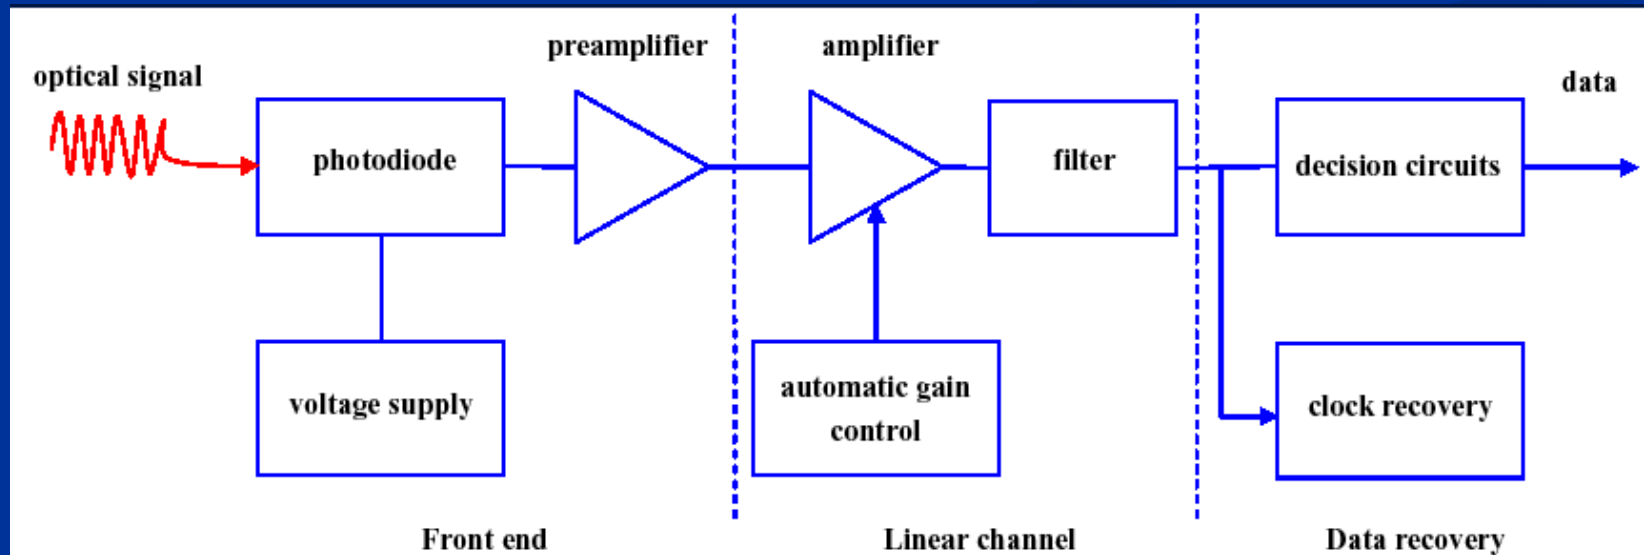 preamplifier
amplifier
optical signal
data
photodiode
filter
decision circuits
voltage supply
automatic gain
control
clock recovery
Front end
Linear channel
Data recovery